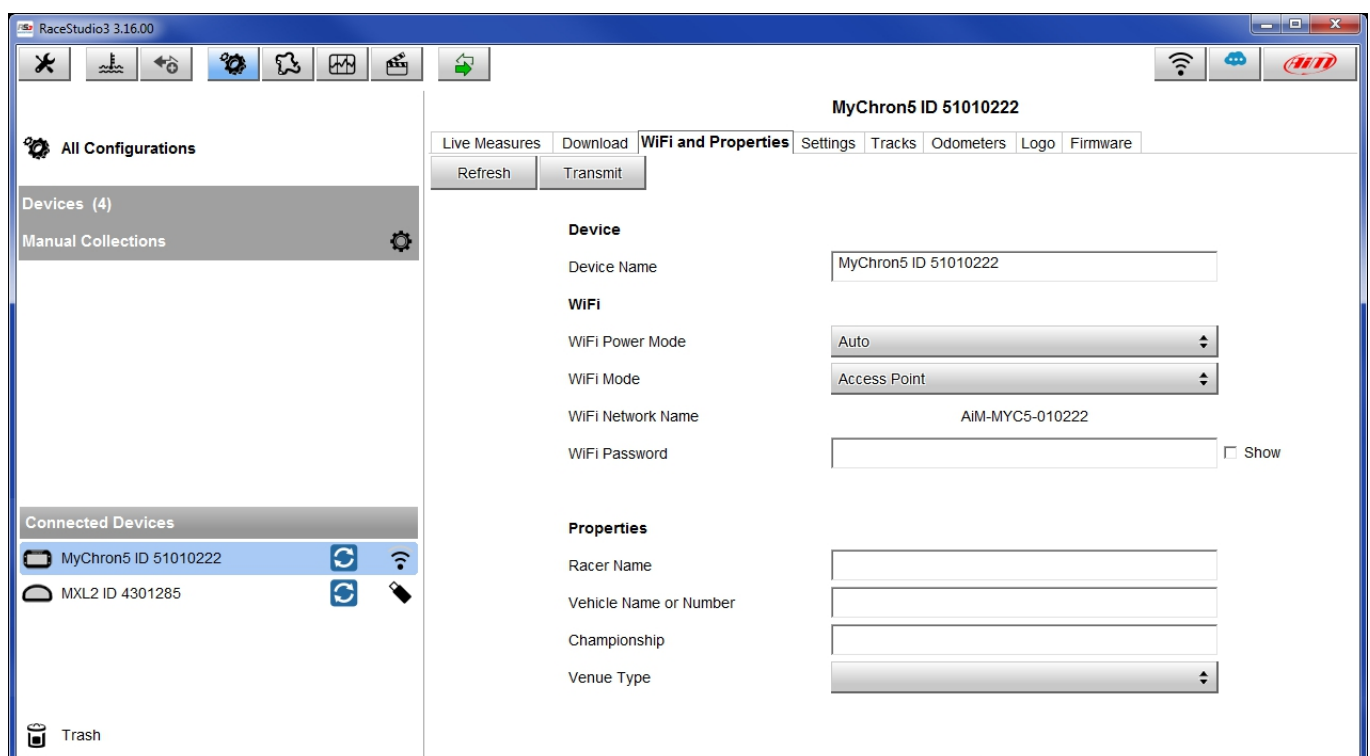 RS3 RaceStudio3 3.16.00
AiM
MyChron5 ID 51010222
All Configurations
Live Measures Download WiFi and Properties Settings Tracks Odometers Logo Firmware
Refresh Transmit
Devices (4)
Manual Collections
Device
Device Name MyChron5 ID 51010222
WiFi
WiFi Power Mode Auto
WiFi Mode Access Point
WiFi Network Name AiM-MYC5-010222
WiFi Password Show
Connected Devices
Properties
MyChron5 ID 51010222
Racer Name
MXL2 ID 4301285
Vehicle Name or Number
Championship
Venue Type
Trash